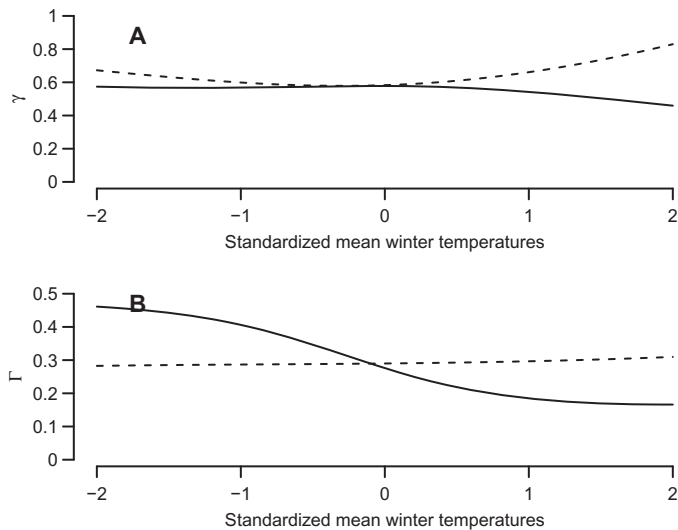 A
1
0.8
0.6
0.4
0.2
0
γ
−2 −1 0 1 2
Standardized mean winter temperatures
B
0.5
0.4
0.3
0.2
0.1
0
Γ
−2 −1 0 1 2
Standardized mean winter temperatures